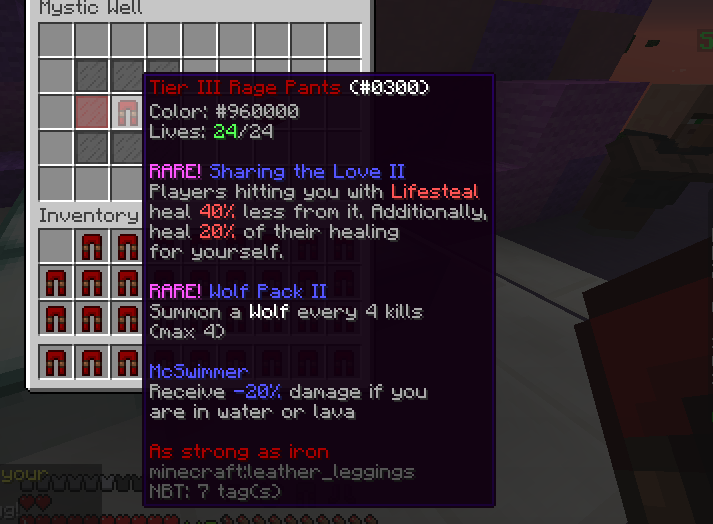 Mystic Well
Tier III Rage Pants (#0300)
Color: #960000
Lives: 24/24
RARE! Sharing the Love II
Players hitting you with Lifesteal
heal 40% less from it. Additionally,
heal 20% of their healing
for yourself.
Inventory
RARE! Wolf Pack II
Summon a Wolf every 4 kills
(max 4)
McSwimmer
Receive -20% damage if you
are in water or lava
As strong as iron
minecraft:leather_leggings
NBT: 7 tag(s)
your
g!
S